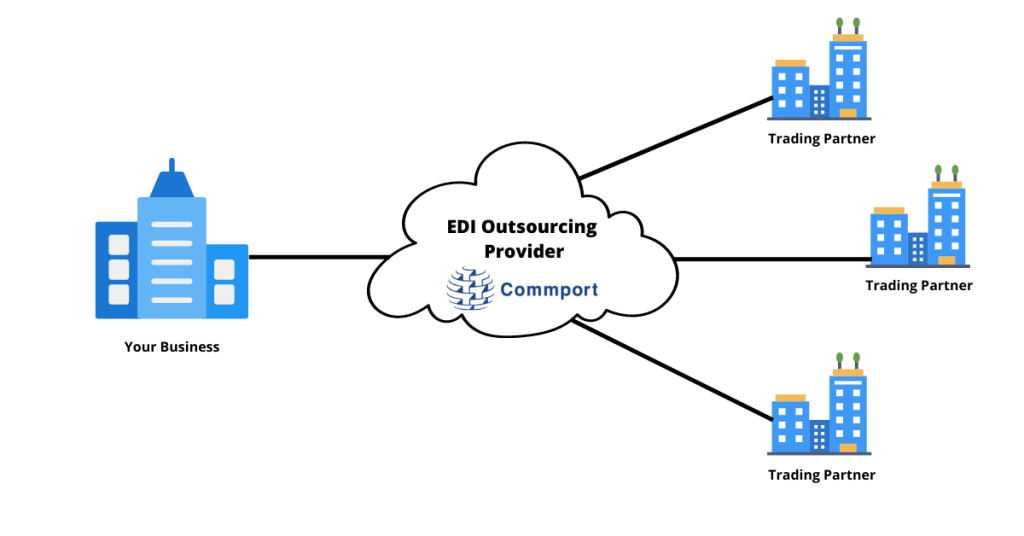 Trading Partner
EDI Outsourcing
Provider
Commport
Trading Partner
Your Business
Trading Partner